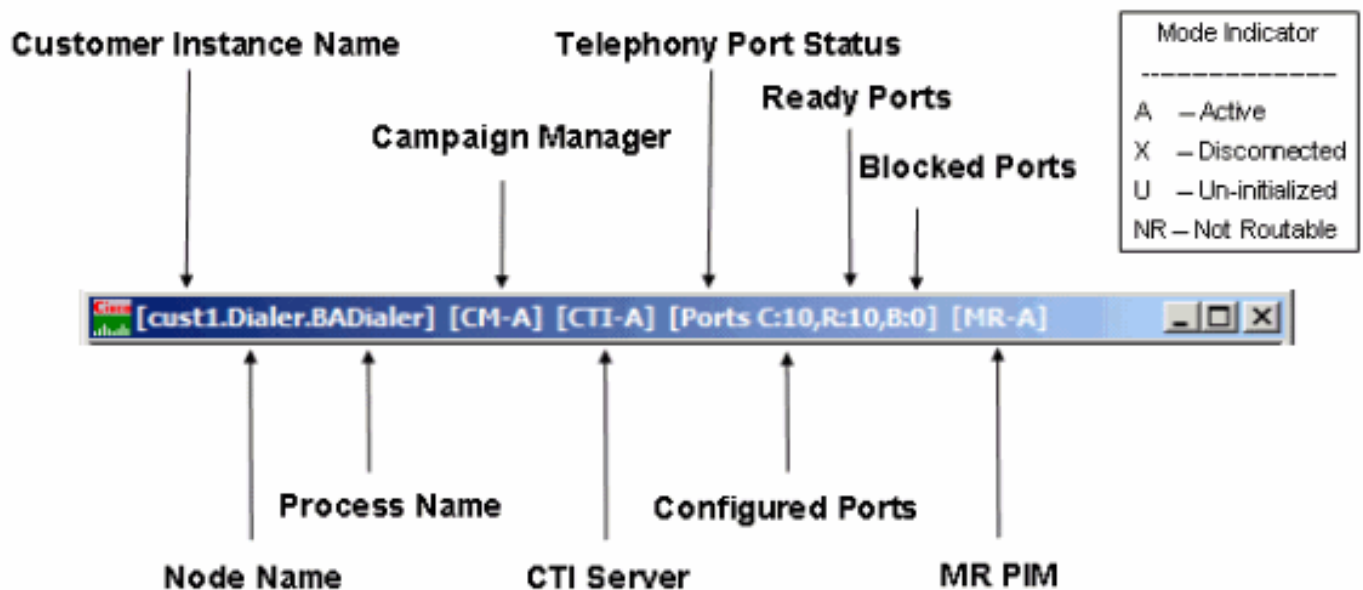 Customer Instance Name
Telephony Port Status
Ready Ports
Campaign Manager
Blocked Ports
Mode Indicator
--------------
A – Active
X – Disconnected
U – Un-initialized
NR – Not Routable
Cisco
[cust1.Dialer.BADialer] [CM-A] [CTI-A] [Ports C:10,R:10,B:0] [MR-A]
Process Name
Configured Ports
Node Name
CTI Server
MR PIM